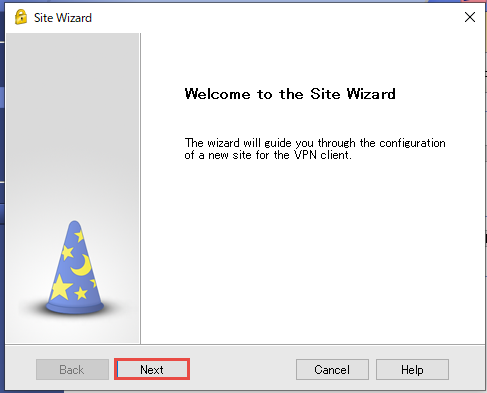 Site Wizard
Welcome to the Site Wizard
The wizard will guide you through the configuration
of a new site for the VPN client.
Back
Next
Cancel
Help